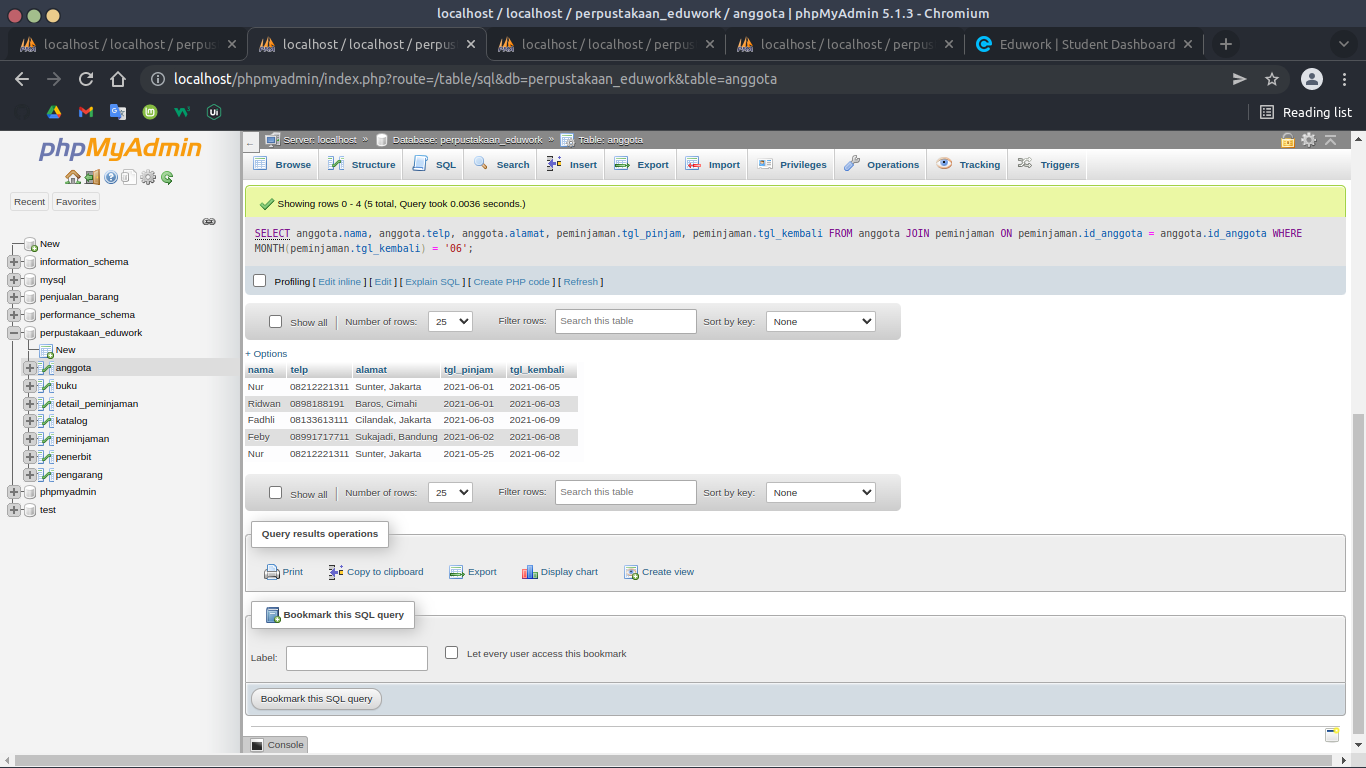 localhost / localhost / perpustakaan_eduwork / anggota | phpMyAdmin 5.1.3 - Chromium
localhost / localhost / perpus localhost / localhost / perpus localhost / localhost / perpus localhost / localhost / perpus Eduwork | Student Dashboard
localhost/phpmyadmin/index.php?route=/table/sql&db=perpustakaan_eduwork&table=anggota
Reading list
phpMyAdmin
Recent Favorites
New
information_schema
mysql
penjualan_barang
performance_schema
perpustakaan_eduwork
New
anggota
buku
detail_peminjaman
katalog
peminjaman
penerbit
pengarang
phpmyadmin
test
Server: localhost » Database: perpustakaan_eduwork » Table: anggota
Browse Structure SQL Search Insert Export Import Privileges Operations Tracking Triggers
Showing rows 0 - 4 (5 total, Query took 0.0036 seconds.)
SELECT anggota.nama, anggota.telp, anggota.alamat, peminjaman.tgl_pinjam, peminjaman.tgl_kembali FROM anggota JOIN peminjaman ON peminjaman.id_anggota = anggota.id_anggota WHERE
MONTH(peminjaman.tgl_kembali) = '06';
Profiling [ Edit inline ] [ Edit ] [ Explain SQL ] [ Create PHP code ] [ Refresh ]
Show all | Number of rows: 25 Filter rows: Search this table Sort by key: None
+ Options
nama telp alamat tgl_pinjam tgl_kembali
Nur 08212221311 Sunter, Jakarta 2021-06-01 2021-06-05
Ridwan 0898188191 Baros, Cimahi 2021-06-01 2021-06-03
Fadhli 08133613111 Cilandak, Jakarta 2021-06-03 2021-06-09
Feby 08991717711 Sukajadi, Bandung 2021-06-02 2021-06-08
Nur 08212221311 Sunter, Jakarta 2021-05-25 2021-06-02
Show all | Number of rows: 25 Filter rows: Search this table Sort by key: None
Query results operations
Print Copy to clipboard Export Display chart Create view
Bookmark this SQL query
Label: Let every user access this bookmark
Bookmark this SQL query
Console